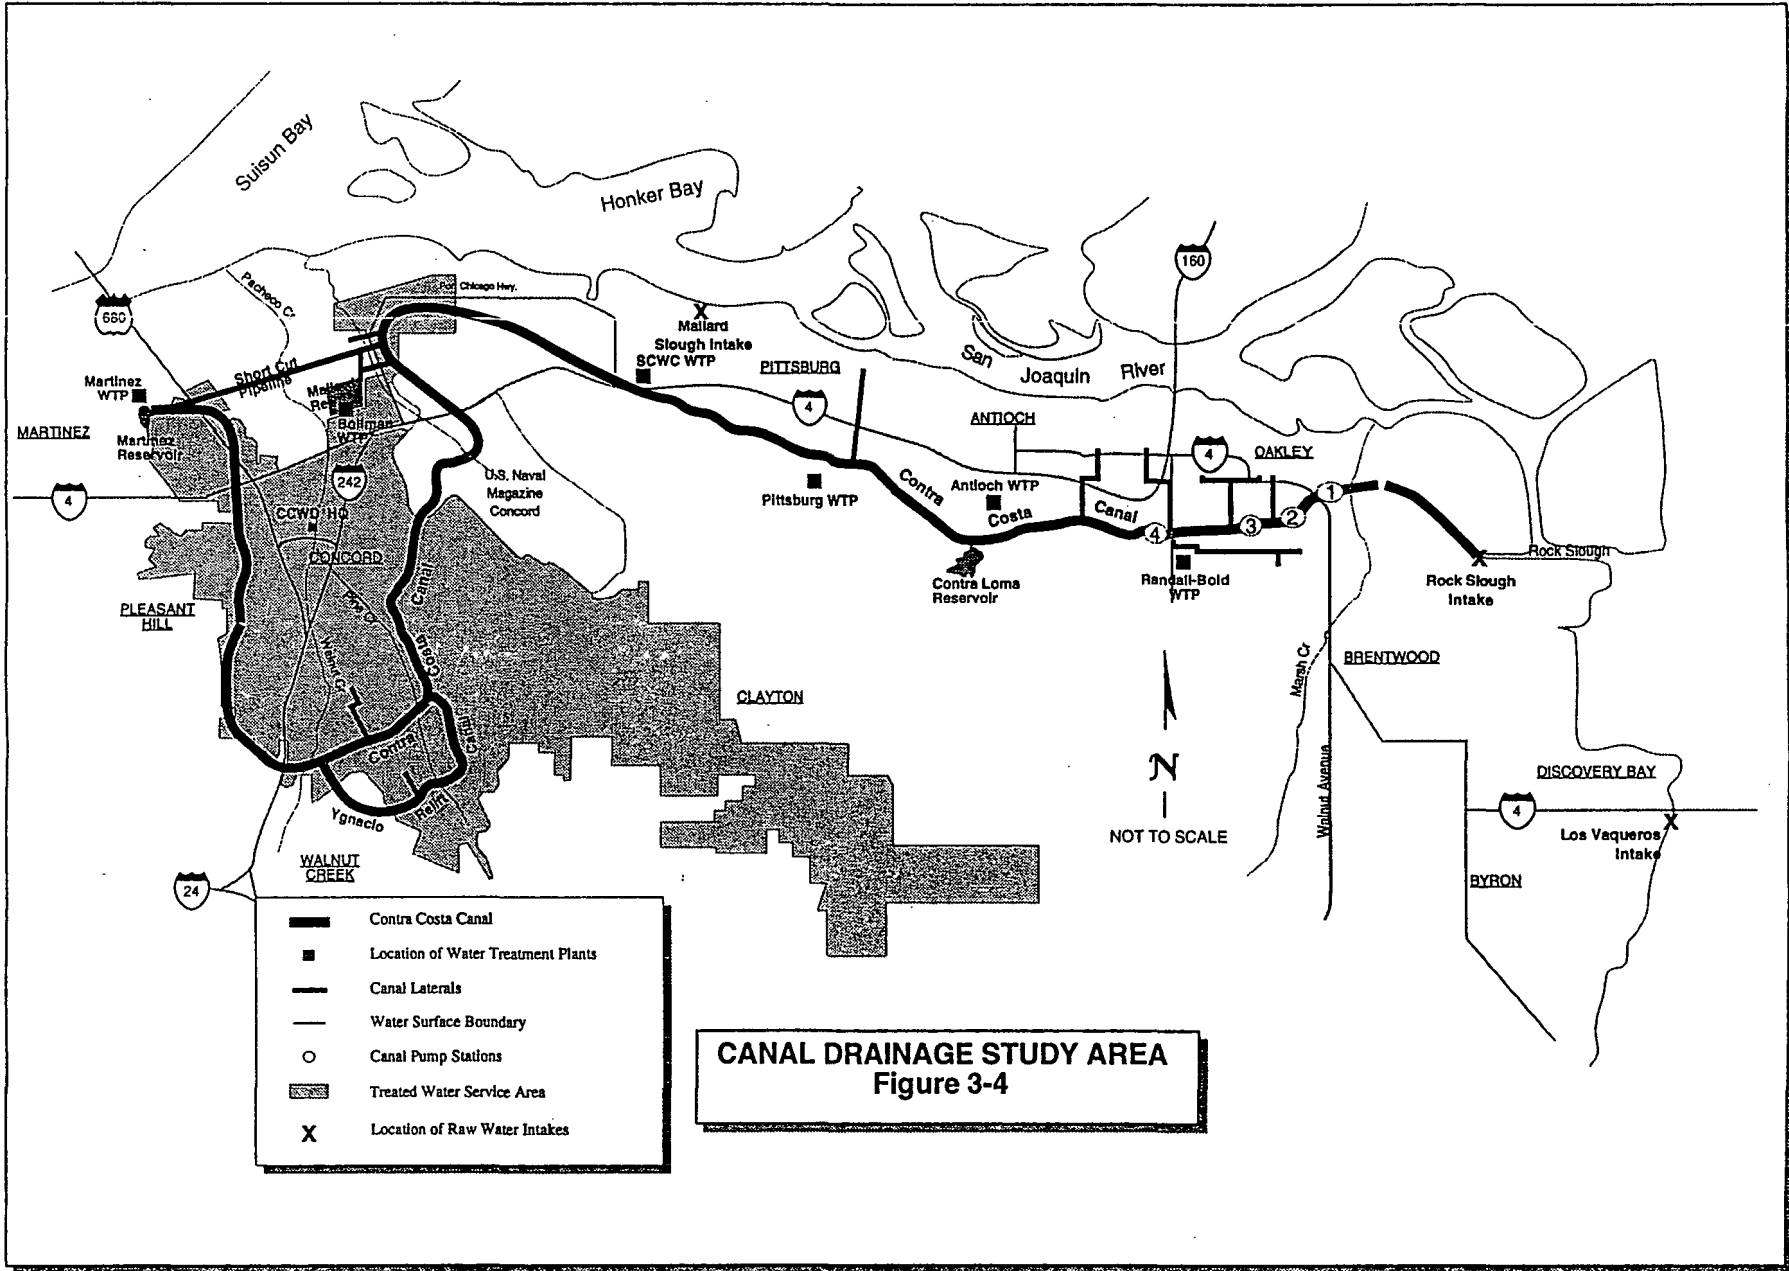 Suisun Bay
Honker Bay
160
Pacheco Cr
Port Chicago Hwy.
680
Mallard
Slough Intake
SCWC WTP
PITTSBURG
San
Joaquin
River
Short Cut
Pipeline
Martinez
WTP
4
ANTIOCH
MARTINEZ
Martinez
Reservoir
Bollman
WTP
4
OAKLEY
242
U.S. Naval
Magazine
Concord
4
Pittsburg WTP
Contra
Antioch WTP
Costa
Canal
1
2
3
4
CCWD HQ
CONCORD
Canal
Contra Loma
Reservoir
Randall-Bold
WTP
Rock Slough
Rock Slough
Intake
PLEASANT
HILL
Pine Cr
Walnut Cr
Costa
Marsh Cr
BRENTWOOD
CLAYTON
Canal
Contra
N
Walnut Avenue
DISCOVERY BAY
4
Relift
Ygnacio
NOT TO SCALE
Los Vaqueros
Intake
WALNUT
CREEK
24
BYRON
Contra Costa Canal
Location of Water Treatment Plants
Canal Laterals
Water Surface Boundary
Canal Pump Stations
Treated Water Service Area
X Location of Raw Water Intakes
CANAL DRAINAGE STUDY AREA
Figure 3-4